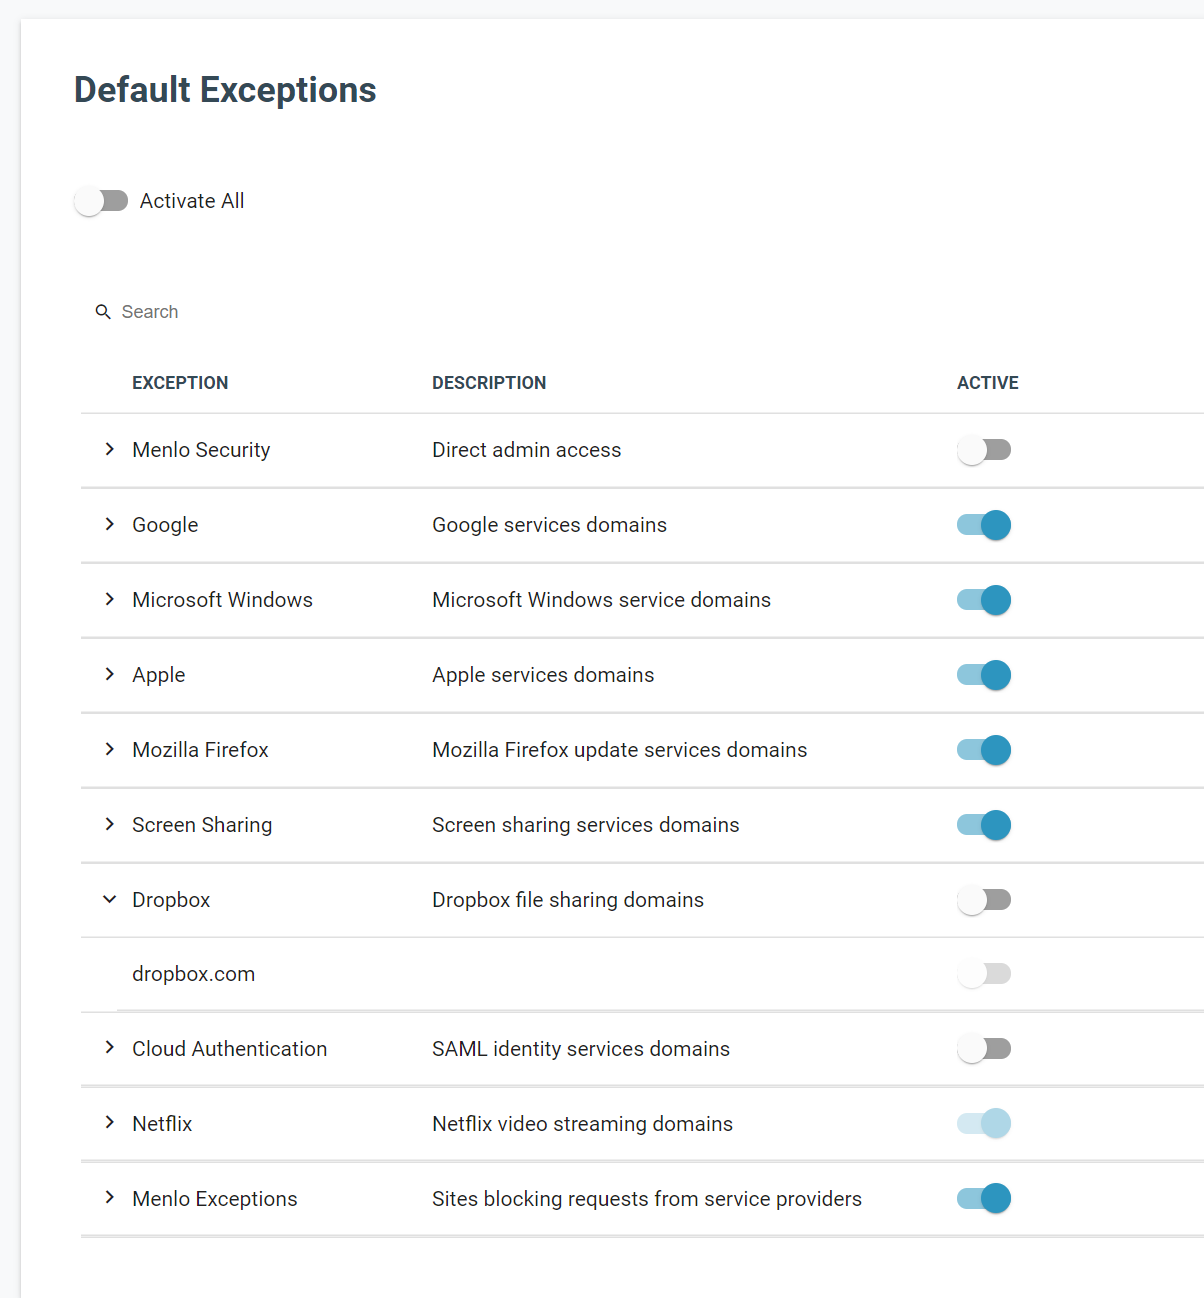 Default Exceptions
Activate All
Search
EXCEPTION DESCRIPTION ACTIVE
Menlo Security Direct admin access
Google Google services domains
Microsoft Windows Microsoft Windows service domains
Apple Apple services domains
Mozilla Firefox Mozilla Firefox update services domains
Screen Sharing Screen sharing services domains
Dropbox Dropbox file sharing domains
dropbox.com
Cloud Authentication SAML identity services domains
Netflix Netflix video streaming domains
Menlo Exceptions Sites blocking requests from service providers